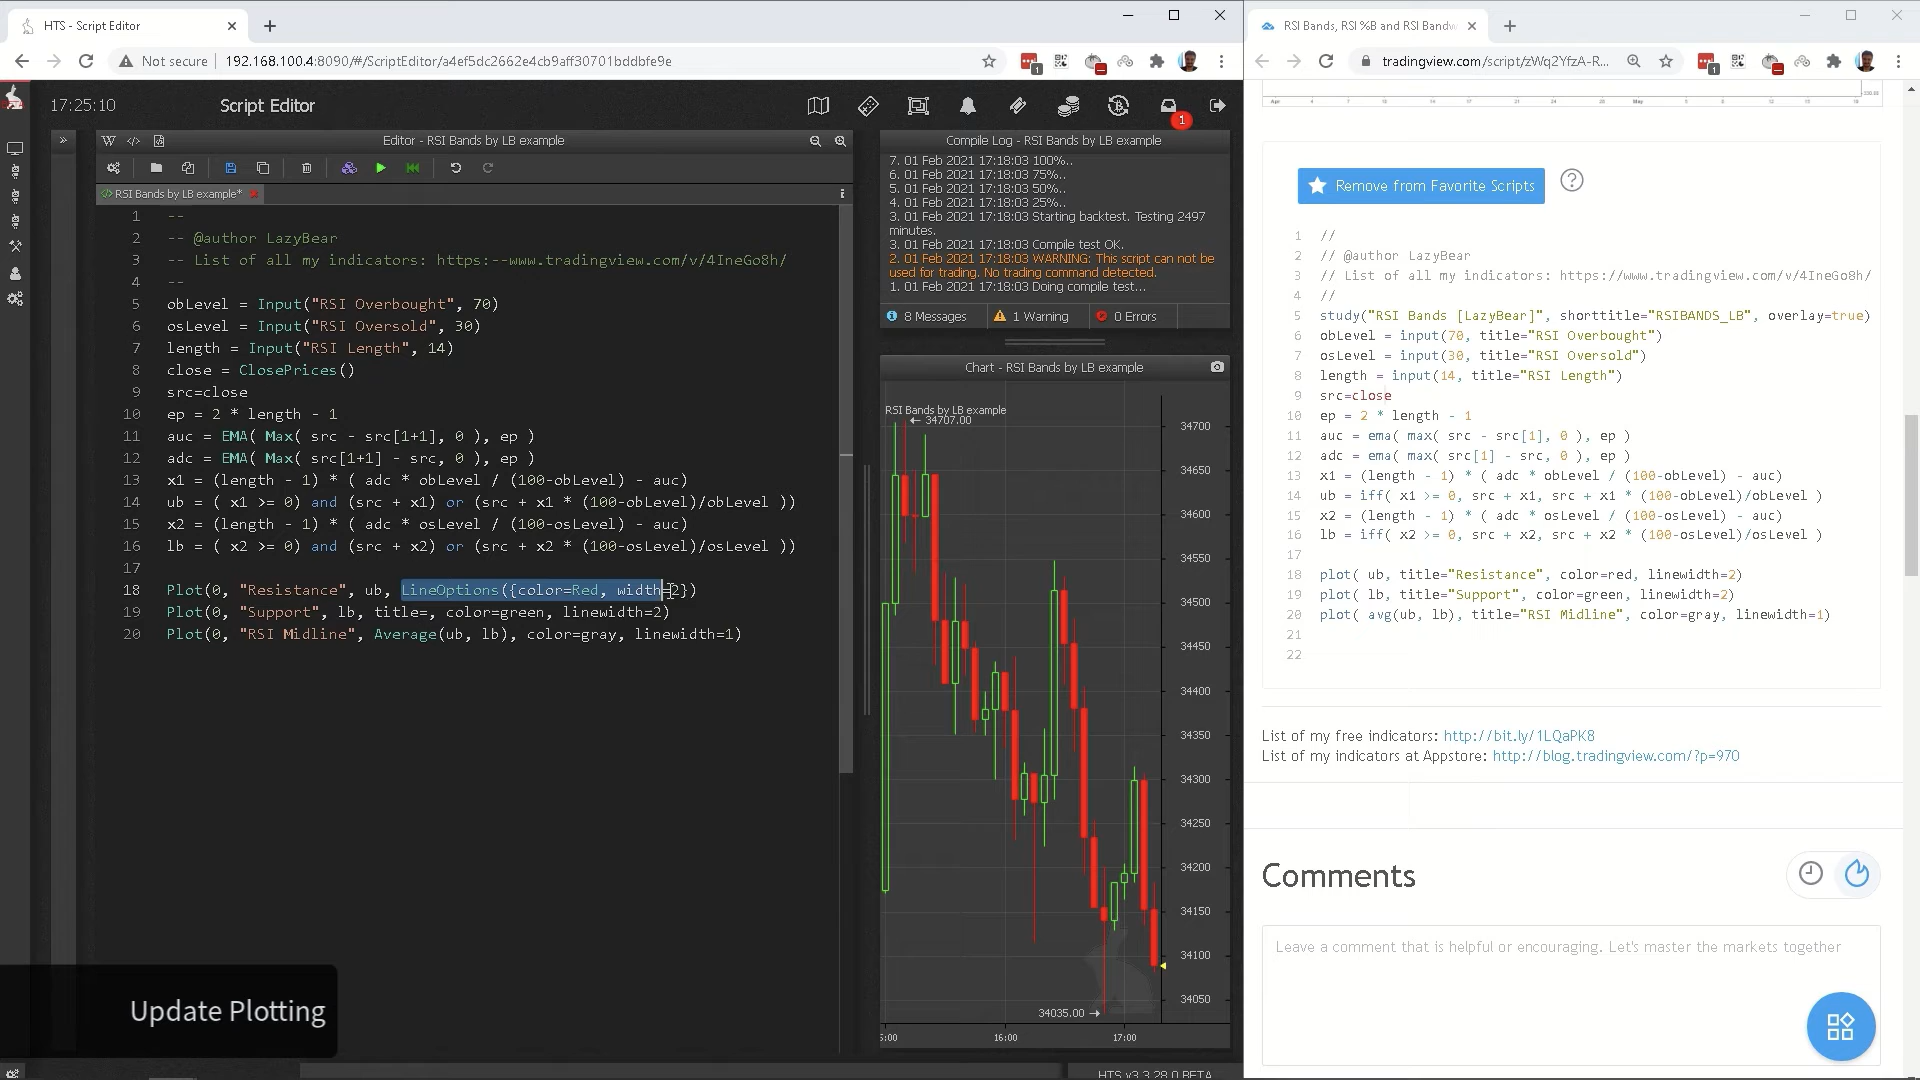 HTS - Script Editor
Not secure
192.168.100.4:8090/#/ScriptEditor/a4ef5dc2662e4cb9aff30701bddbfe9e
17:25:10
Script Editor
1
Editor - RSI Bands by LB example
RSI Bands by LB example*
1 --
2 -- @author LazyBear
3 -- List of all my indicators: https:--www.tradingview.com/v/4IneGo8h/
4 --
5 obLevel = Input("RSI Overbought", 70)
6 osLevel = Input("RSI Oversold", 30)
7 length = Input("RSI Length", 14)
8 close = ClosePrices()
9 src=close
10 ep = 2 * length - 1
11 auc = EMA( Max( src - src[1+1], 0 ), ep )
12 adc = EMA( Max( src[1+1] - src, 0 ), ep )
13 x1 = (length - 1) * ( adc * obLevel / (100-obLevel) - auc)
14 ub = ( x1 >= 0) and (src + x1) or (src + x1 * (100-obLevel)/obLevel ))
15 x2 = (length - 1) * ( adc * osLevel / (100-osLevel) - auc)
16 lb = ( x2 >= 0) and (src + x2) or (src + x2 * (100-osLevel)/osLevel ))
17
18 Plot(0, "Resistance", ub, LineOptions({color=Red, width=2})
19 Plot(0, "Support", lb, title=, color=green, linewidth=2)
20 Plot(0, "RSI Midline", Average(ub, lb), color=gray, linewidth=1)
Update Plotting
Compile Log - RSI Bands by LB example
7. 01 Feb 2021 17:18:03 100%..
6. 01 Feb 2021 17:18:03 75%..
5. 01 Feb 2021 17:18:03 50%..
4. 01 Feb 2021 17:18:03 25%..
3. 01 Feb 2021 17:18:03 Starting backtest. Testing 2497
minutes.
3. 01 Feb 2021 17:18:03 Compile test OK.
2. 01 Feb 2021 17:18:03 WARNING: This script can not be
used for trading. No trading command detected.
1. 01 Feb 2021 17:18:03 Doing compile test...
8 Messages
1 Warning
0 Errors
Chart - RSI Bands by LB example
RSI Bands by LB example
34707.00
34700
34650
34600
34550
34500
34450
34400
34350
34300
34250
34200
34150
34100
34050
34035.00
5:00
16:00
17:00
HTS v3.3.28.0 BETA
RSI Bands, RSI %B and RSI Bandw
tradingview.com/script/zWq2YfzA-R...
1
Remove from Favorite Scripts
1 //
2 // @author LazyBear
3 // List of all my indicators: https://www.tradingview.com/v/4IneGo8h/
4 //
5 study("RSI Bands [LazyBear]", shorttitle="RSIBANDS_LB", overlay=true)
6 obLevel = input(70, title="RSI Overbought")
7 osLevel = input(30, title="RSI Oversold")
8 length = input(14, title="RSI Length")
9 src=close
10 ep = 2 * length - 1
11 auc = ema( max( src - src[1], 0 ), ep )
12 adc = ema( max( src[1] - src, 0 ), ep )
13 x1 = (length - 1) * ( adc * obLevel / (100-obLevel) - auc)
14 ub = iff( x1 >= 0, src + x1, src + x1 * (100-obLevel)/obLevel )
15 x2 = (length - 1) * ( adc * osLevel / (100-osLevel) - auc)
16 lb = iff( x2 >= 0, src + x2, src + x2 * (100-osLevel)/osLevel )
17
18 plot( ub, title="Resistance", color=red, linewidth=2)
19 plot( lb, title="Support", color=green, linewidth=2)
20 plot( avg(ub, lb), title="RSI Midline", color=gray, linewidth=1)
21
22
List of my free indicators: http://bit.ly/1LQaPK8
List of my indicators at Appstore: http://blog.tradingview.com/?p=970
Comments
Leave a comment that is helpful or encouraging. Let's master the markets together